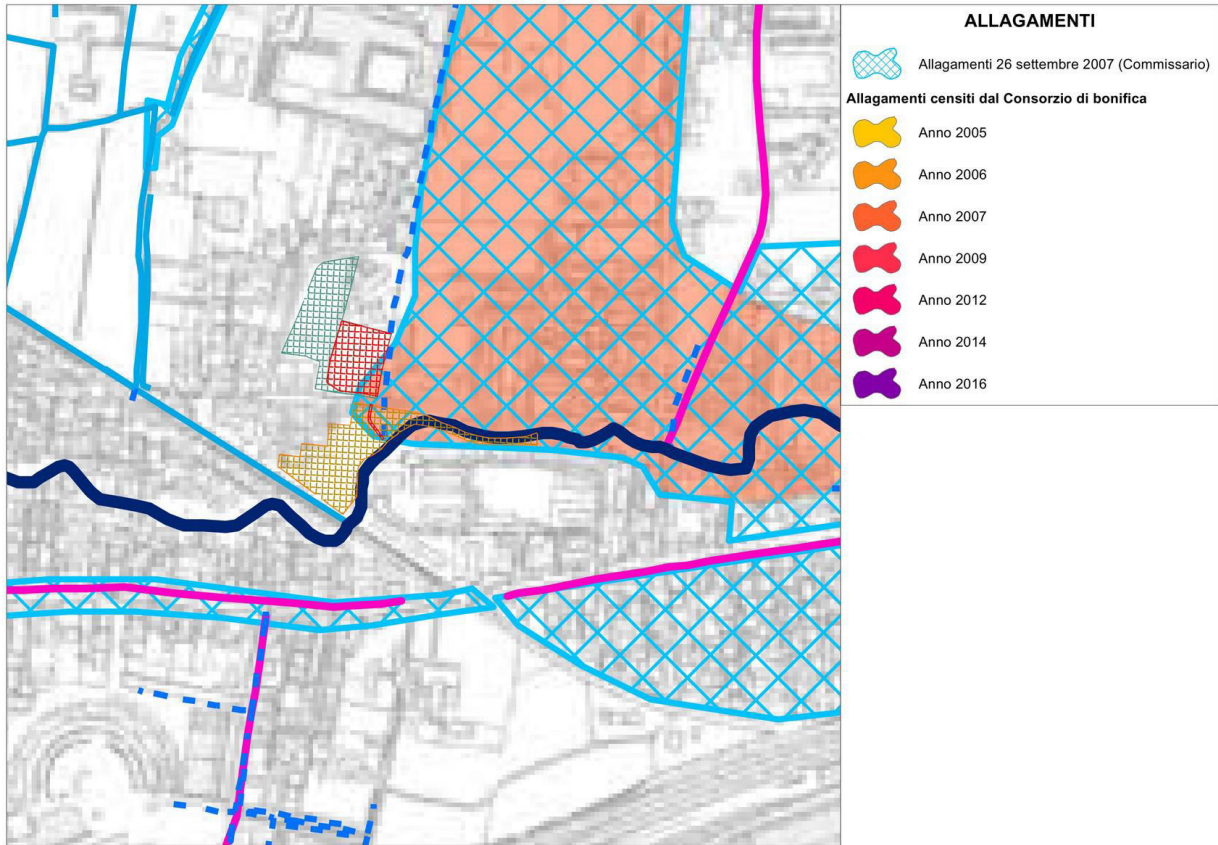 ALLAGAMENTI
Allagamenti 26 settembre 2007 (Commissario)
Allagamenti censiti dal Consorzio di bonifica
Anno 2005
Anno 2006
Anno 2007
Anno 2009
Anno 2012
Anno 2014
Anno 2016